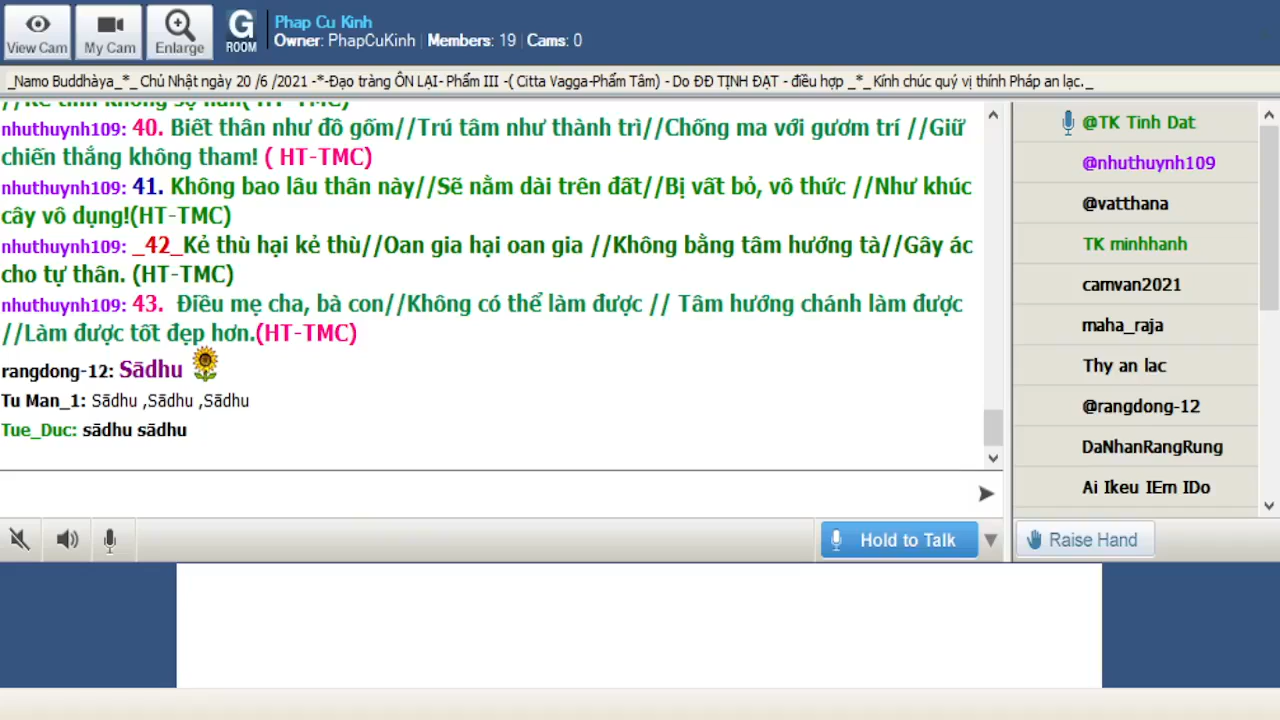 View Cam
My Cam
Enlarge
G
ROOM
Phap Cu Kinh
Owner: PhapCuKinh | Members: 19 | Cams: 0
_Namo Buddhàya_*_ Chủ Nhật ngày 20 /6 /2021 -*-Đạo tràng ÔN LẠI- Phẩm III -( Citta Vagga-Phẩm Tâm) - Do ĐĐ TỊNH ĐẠT - điều hợp _*_Kính chúc quý vị thính Pháp an lạc._
nhuthuynh109: 40. Biết thân như đồ gốm//Trú tâm như thành trì//Chống ma với gươm trí //Giữ
chiến thắng không tham! ( HT-TMC)
nhuthuynh109: 41. Không bao lâu thân này//Sẽ nằm dài trên đất//Bị vất bỏ, vô thức //Như khúc
cây vô dụng!(HT-TMC)
nhuthuynh109: _42_Kẻ thù hại kẻ thù//Oan gia hại oan gia //Không bằng tâm hướng tà//Gây ác
cho tự thân. (HT-TMC)
nhuthuynh109: 43. Điều mẹ cha, bà con//Không có thể làm được // Tâm hướng chánh làm được
//Làm được tốt đẹp hơn.(HT-TMC)
rangdong-12: Sādhu
Tu Man_1: Sādhu ,Sādhu ,Sādhu
Tue_Duc: sādhu sādhu
@TK Tinh Dat
@nhuthuynh109
@vatthana
TK minhhanh
camvan2021
maha_raja
Thy an lac
@rangdong-12
DaNhanRangRung
Ai Ikeu IEm IDo
Hold to Talk
Raise Hand